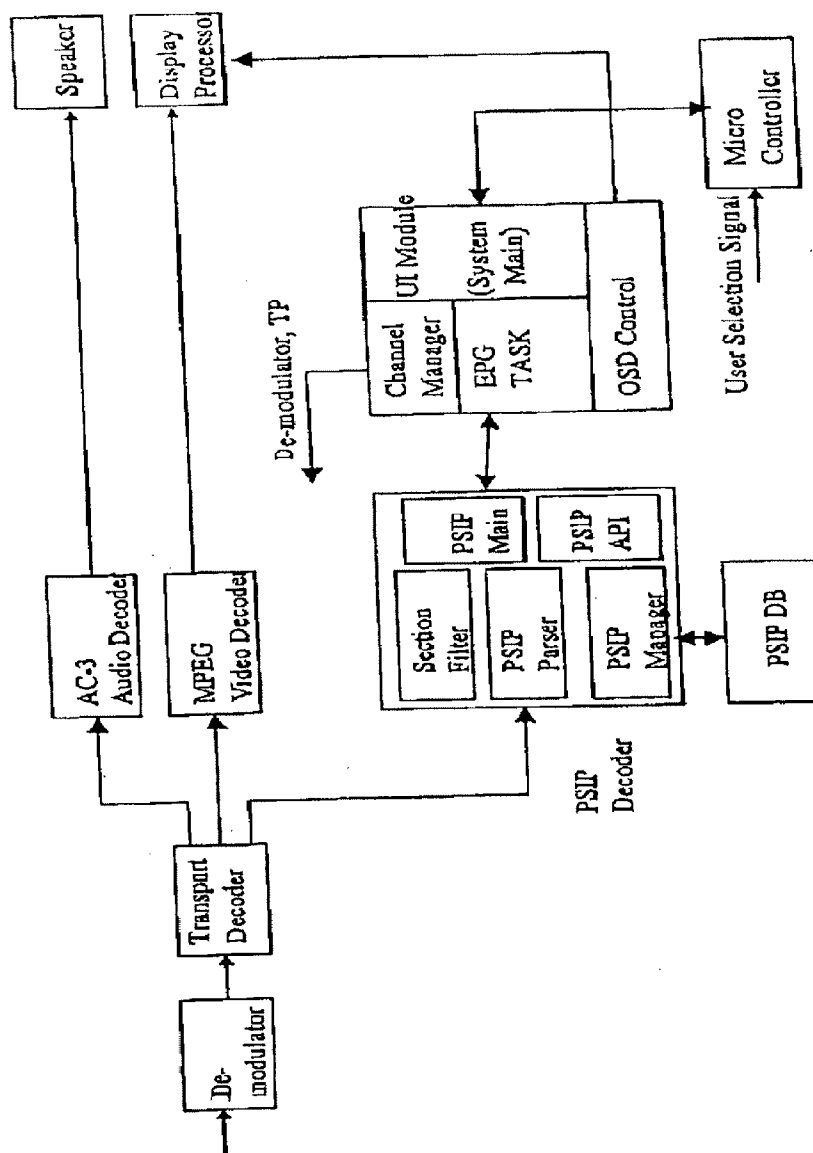 De-
modulator
Transport
Decoder
AC-3
Audio Decoder
MPEG
Video Decoder
Speaker
Display
Processor
PSIP
Decoder
Section
Filter
PSIP
Parser
PSIP
Manager
PSIP
Main
PSIP
API
PSIP DB
De-modulator, TP
Channel
Manager
EPG
TASK
UI Module
(System
Main)
OSD Control
User Selection Signal
Micro
Controller